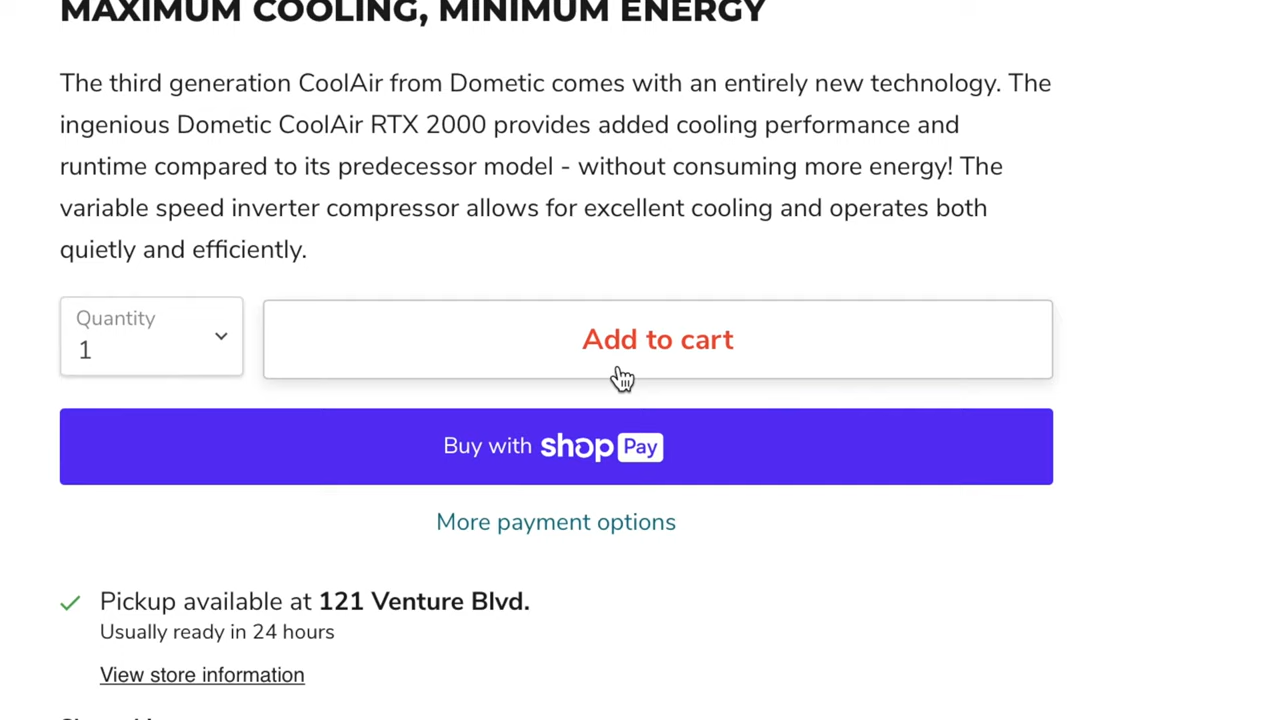 MAXIMUM COOLING, MINIMUM ENERGY
The third generation CoolAir from Dometic comes with an entirely new technology. The
ingenious Dometic CoolAir RTX 2000 provides added cooling performance and
runtime compared to its predecessor model - without consuming more energy! The
variable speed inverter compressor allows for excellent cooling and operates both
quietly and efficiently.
Quantity
1
Add to cart
Buy with shop Pay
More payment options
Pickup available at 121 Venture Blvd.
Usually ready in 24 hours
View store information